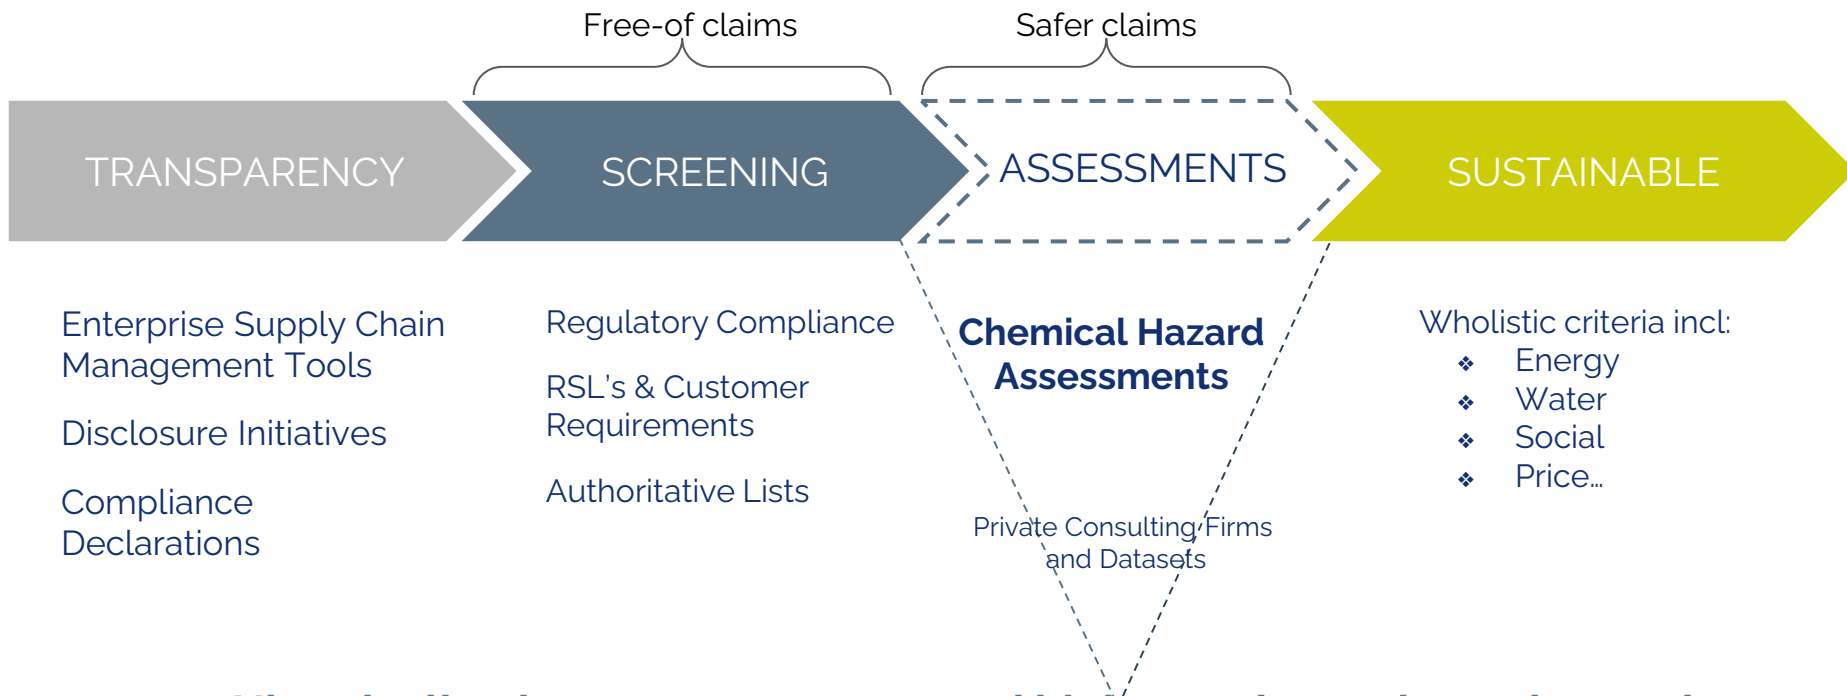 Free-of claims
Safer claims
TRANSPARENCY
SCREENING
ASSESSMENTS
SUSTAINABLE
Enterprise Supply Chain
Management Tools
Disclosure Initiatives
Compliance
Declarations
Regulatory Compliance
RSL's & Customer
Requirements
Authoritative Lists
Chemical Hazard
Assessments
Private Consulting Firms
and Datasets
Wholistic criteria incl:
❖ Energy
❖ Water
❖ Social
❖ Price…